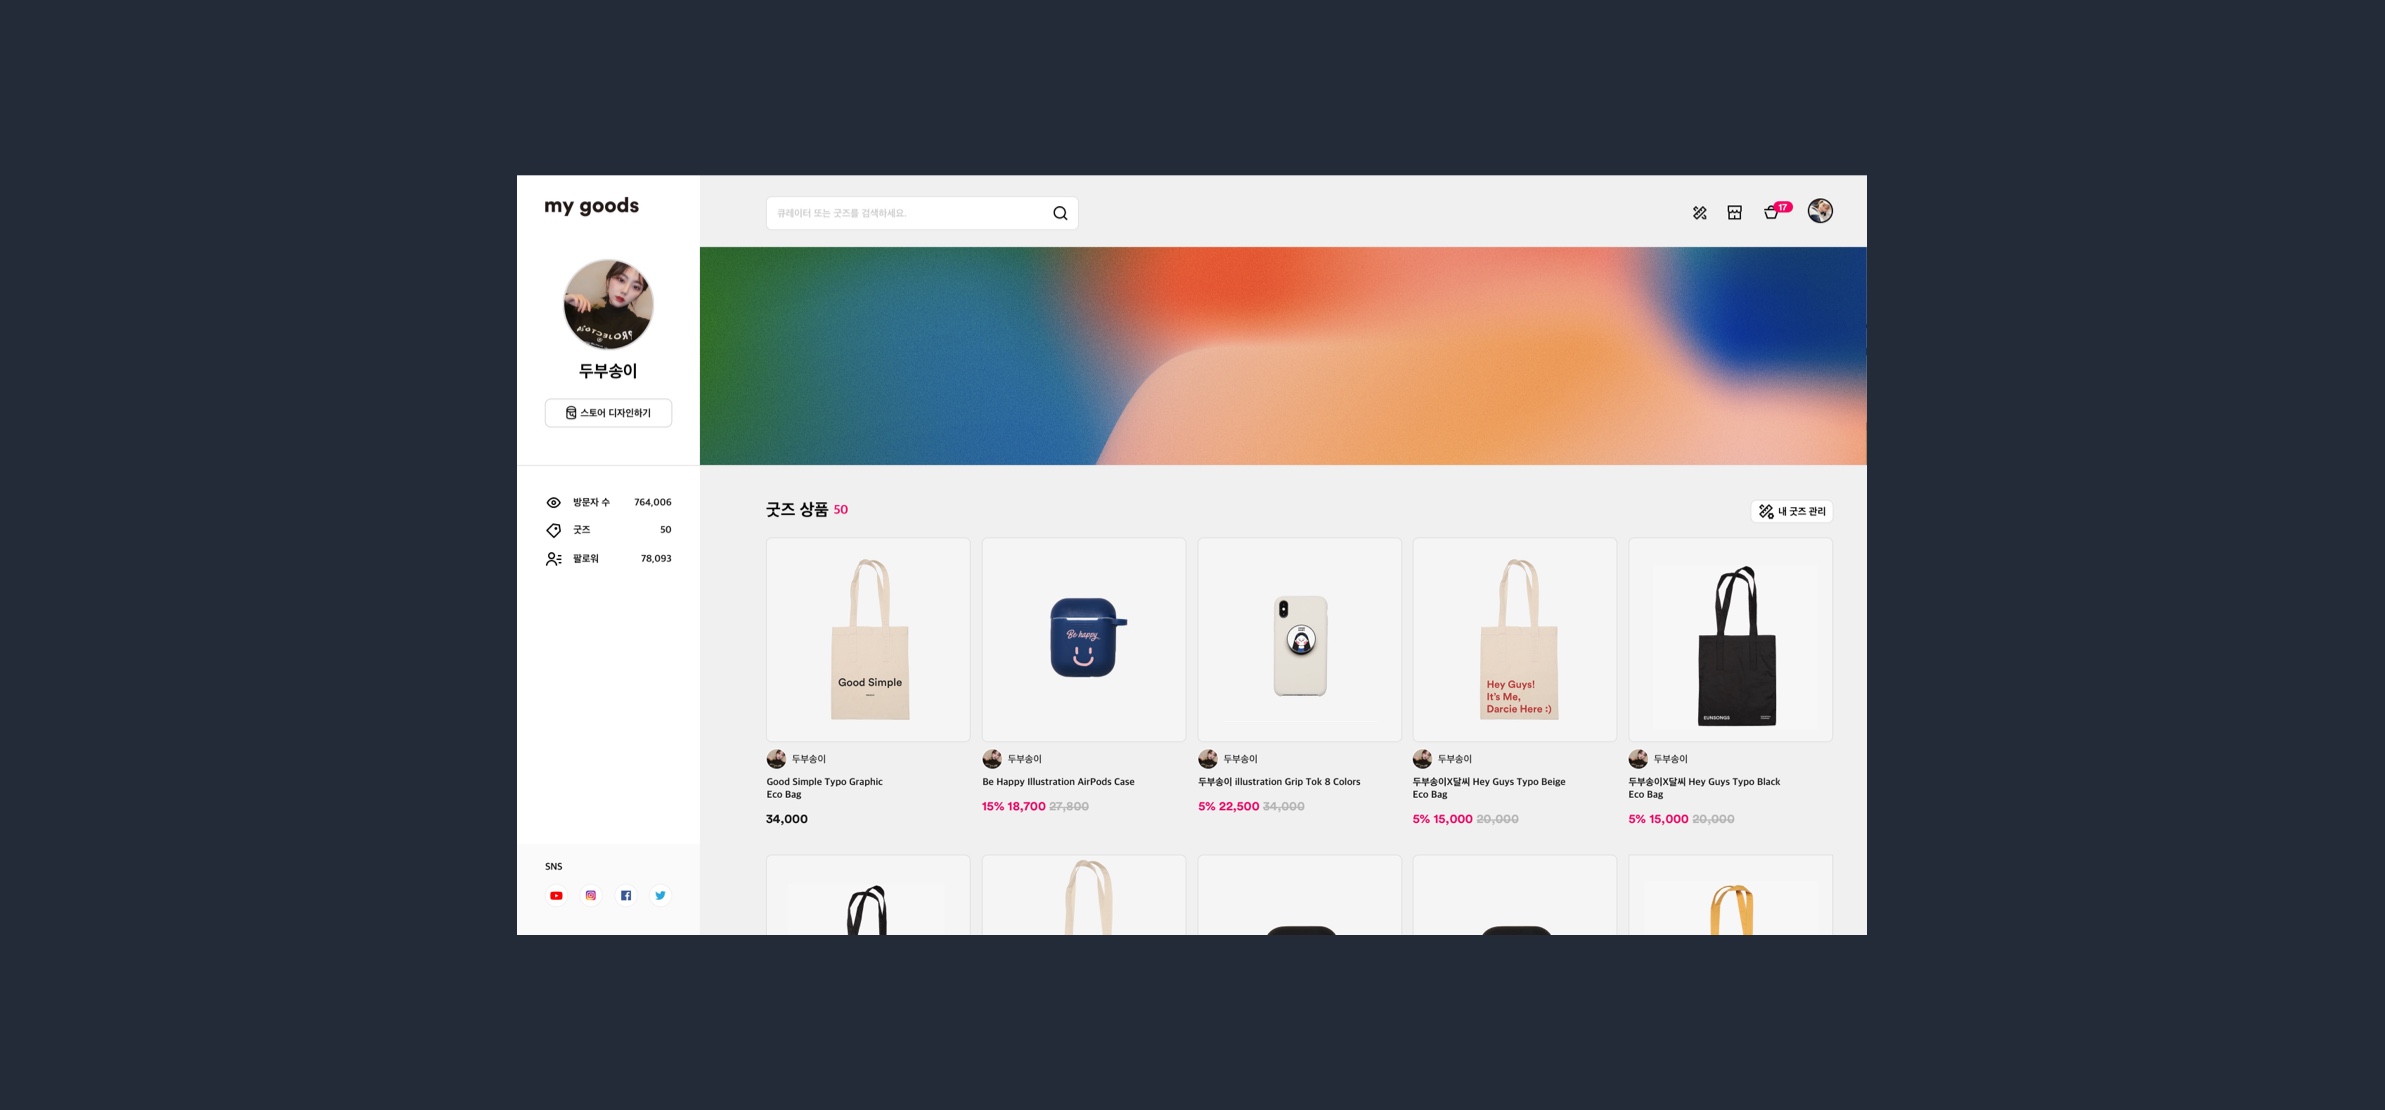 my goods
큐레이터 또는 굿즈를 검색하세요.
17
두부송이
스토어 디자인하기
방문자 수 764,006
굿즈 50
팔로워 78,093
SNS
굿즈 상품 50
내 굿즈 관리
Good Simple
두부송이
Good Simple Typo Graphic
Eco Bag
34,000
Be happy
두부송이
Be Happy Illustration AirPods Case
15% 18,700 27,800
두부송이
두부송이 illustration Grip Tok 8 Colors
5% 22,500 34,000
Hey Guys!
It's Me,
Darcie Here :)
두부송이
두부송이X달씨 Hey Guys Typo Beige
Eco Bag
5% 15,000 20,000
EUNSONGS
두부송이
두부송이X달씨 Hey Guys Typo Black
Eco Bag
5% 15,000 20,000